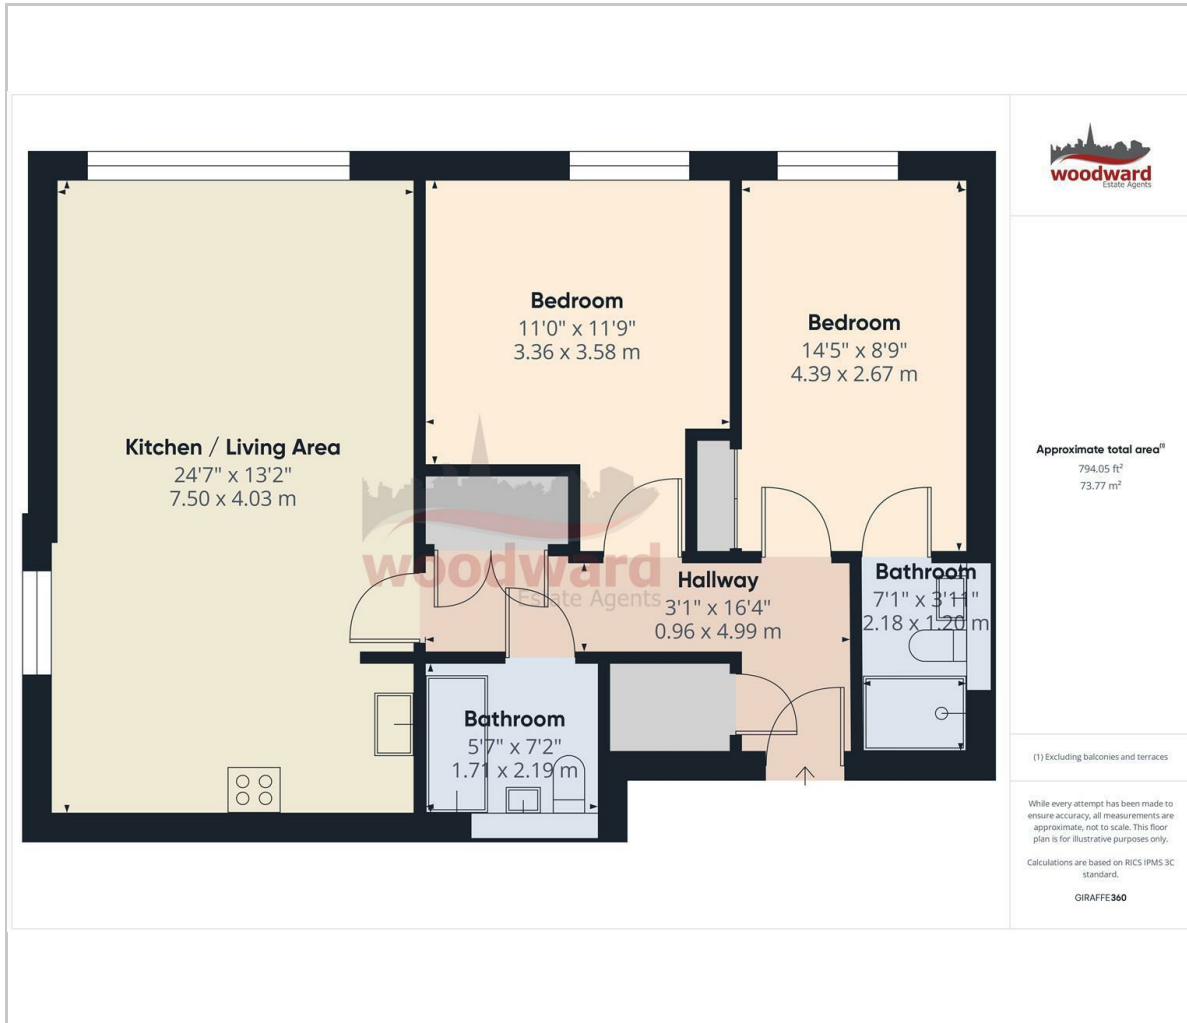 Kitchen / Living Area
24'7" x 13'2"
7.50 x 4.03 m
Bedroom
11'0" x 11'9"
3.36 x 3.58 m
Bedroom
14'5" x 8'9"
4.39 x 2.67 m
woodward
Estate Agents
Hallway
3'1" x 16'4"
0.96 x 4.99 m
Bathroom
7'1" x 3'11"
2.18 x 1.20 m
Bathroom
5'7" x 7'2"
1.71 x 2.19 m
woodward
Estate Agents
Approximate total area(1)
794.05 ft²
73.77 m²
(1) Excluding balconies and terraces
While every attempt has been made to
ensure accuracy, all measurements are
approximate, not to scale. This floor
plan is for illustrative purposes only.
Calculations are based on RICS IPMS 3C
standard.
GIRAFFE360